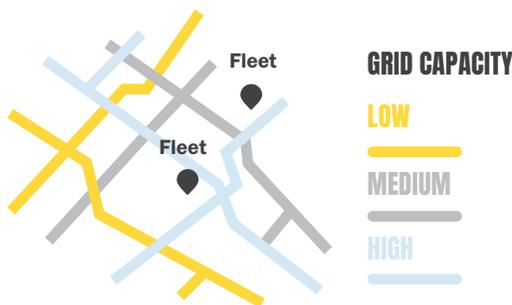 Fleet
Fleet
GRID CAPACITY
LOW
MEDIUM
HIGH